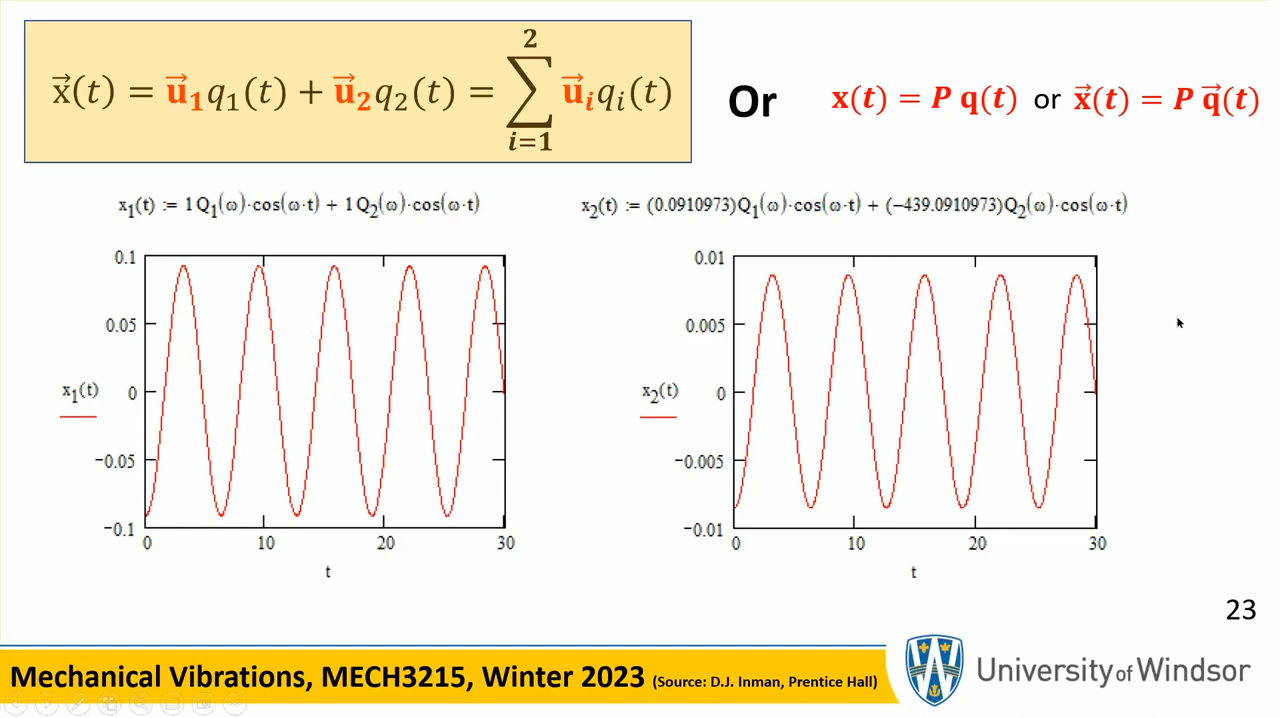 x⃗(t) = u⃗₁q₁(t) + u⃗₂q₂(t) = ∑ᵢ₌₁² u⃗ᵢqᵢ(t)
Or
x(t) = P q(t) or x⃗(t) = P q⃗(t)
x₁(t) := 1 Q₁(ω)·cos(ω·t) + 1 Q₂(ω)·cos(ω·t)
x₂(t) := (0.0910973)Q₁(ω)·cos(ω·t) + (−439.0910973)Q₂(ω)·cos(ω·t)
0.1
0.05
x₁(t)
0
−0.05
−0.1
0 10 20 30
t
0.01
0.005
x₂(t)
0
−0.005
−0.01
0 10 20 30
t
23
Mechanical Vibrations, MECH3215, Winter 2023 (Source: D.J. Inman, Prentice Hall)
University of Windsor